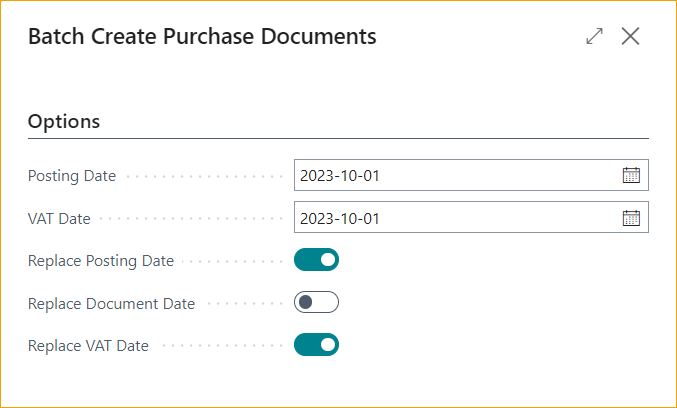 Batch Create Purchase Documents
Options
Posting Date 2023-10-01
VAT Date 2023-10-01
Replace Posting Date
Replace Document Date
Replace VAT Date